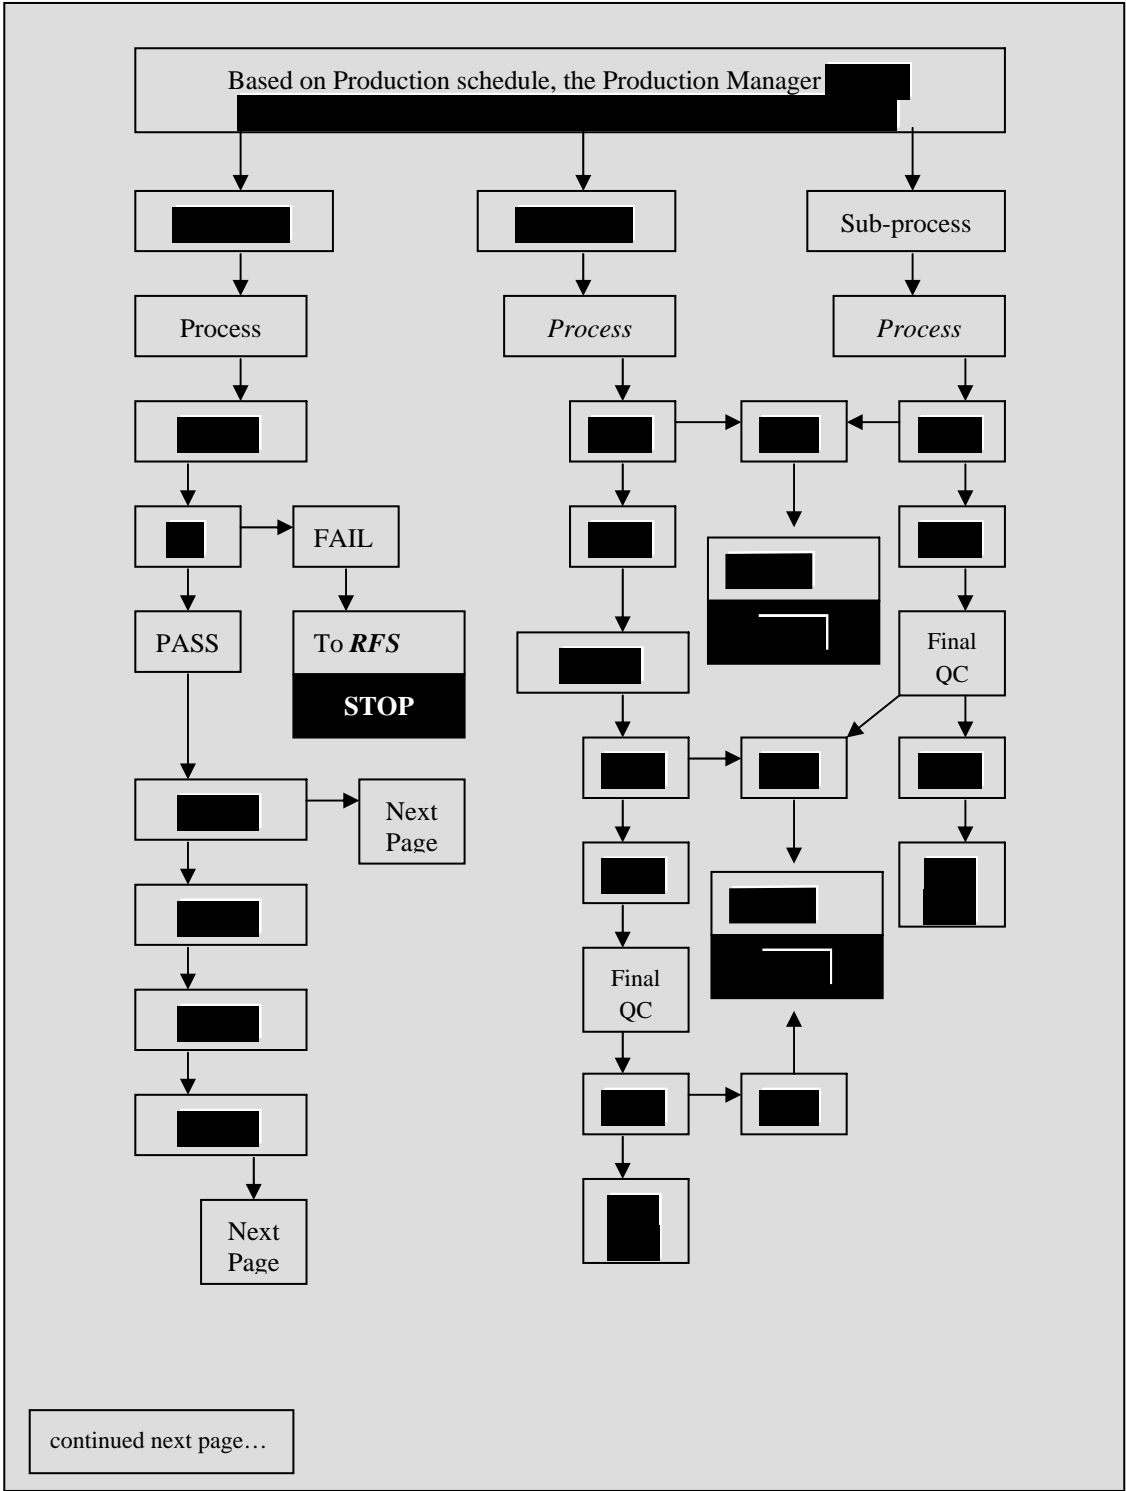 Based on Production schedule, the Production Manager
Sub-process
Process
Process
Process
FAIL
PASS
To RFS
STOP
Final
QC
Next
Page
Final
QC
Next
Page
continued next page…